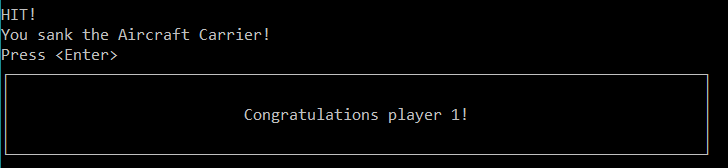 HIT!
You sank the Aircraft Carrier!
Press <Enter>
Congratulations player 1!